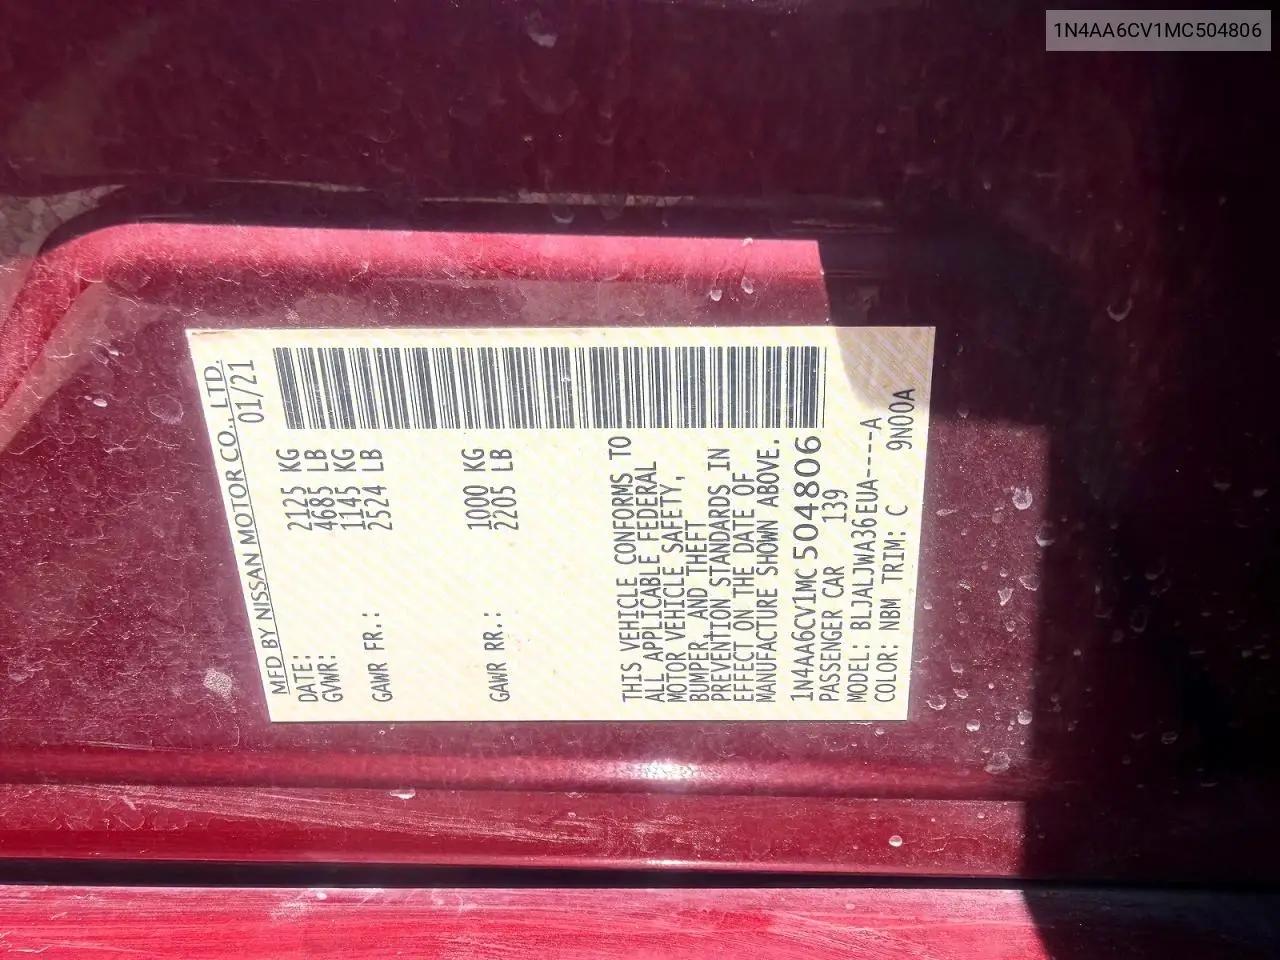 1N4AA6CV1MC504806
MFD BY NISSAN MOTOR CO., LTD.
DATE: 01/21
GVWR: 2125 KG
4685 LB
GAWR FR.: 1145 KG
2524 LB
GAWR RR.: 1000 KG
2205 LB
THIS VEHICLE CONFORMS TO
ALL APPLICABLE FEDERAL
MOTOR VEHICLE SAFETY,
BUMPER, AND THEFT
PREVENTION STANDARDS IN
EFFECT ON THE DATE OF
MANUFACTURE SHOWN ABOVE.
1N4AA6CV1MC504806
PASSENGER CAR 139
MODEL: BLJALJWA36EUA----A
COLOR: NBM TRIM: C 9N00A